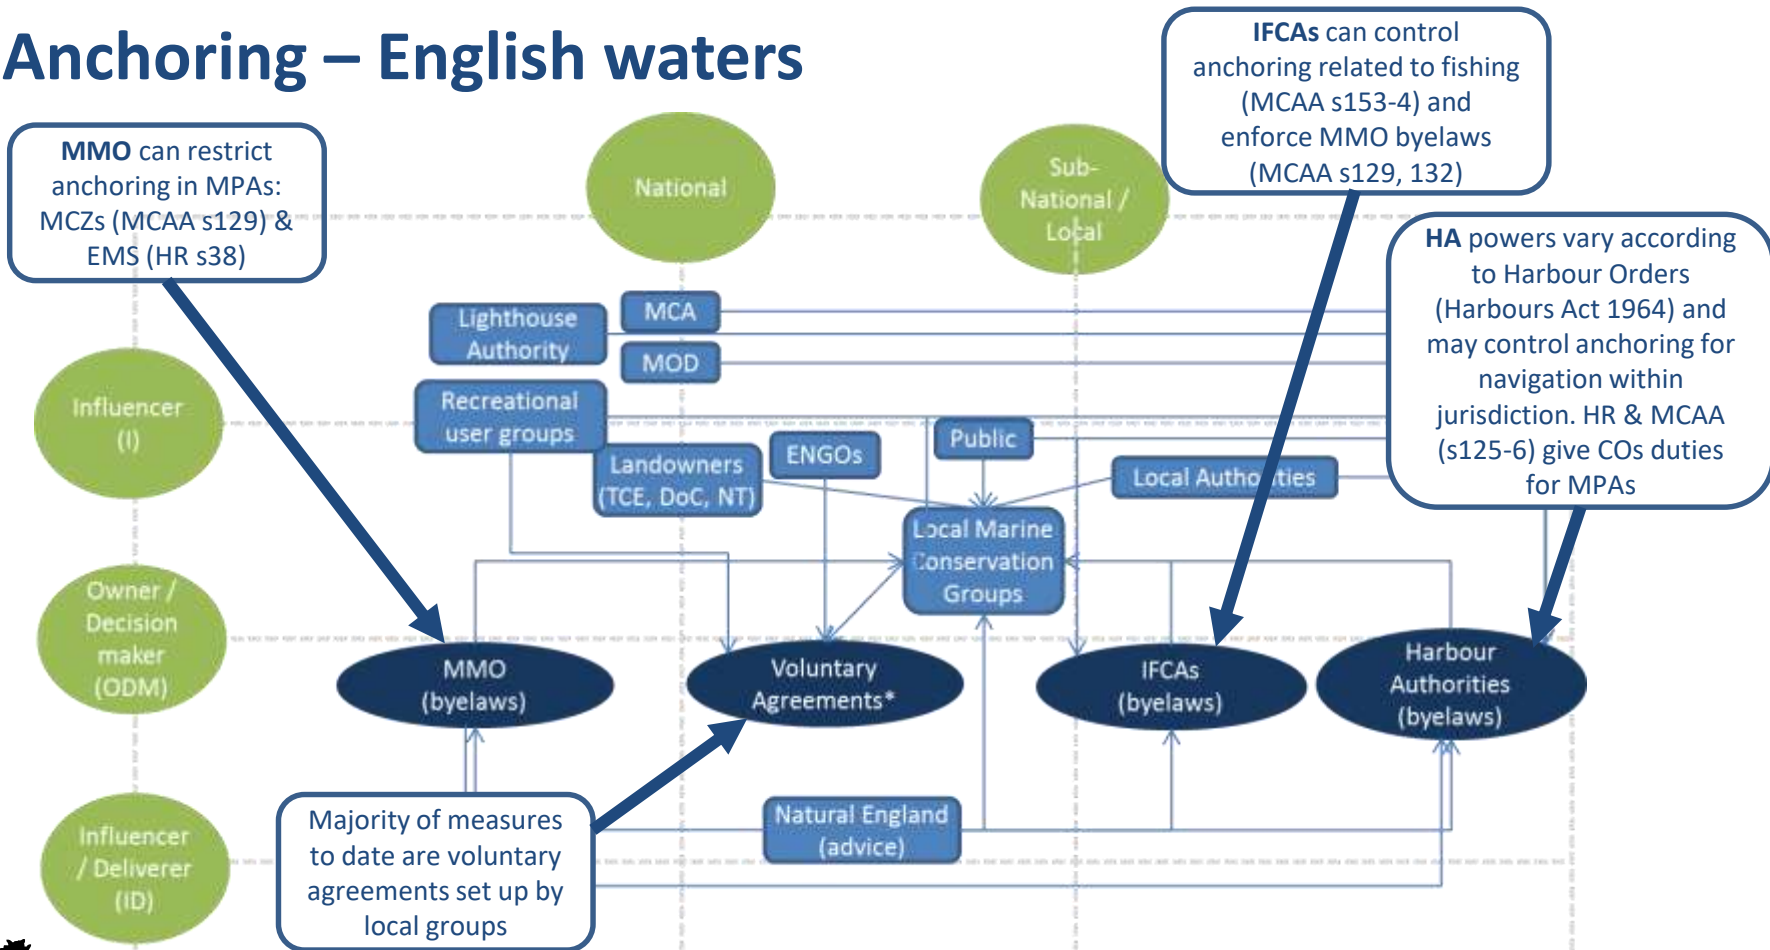 Anchoring – English waters
IFCAs can control
anchoring related to fishing
(MCAA s153-4) and
enforce MMO byelaws
(MCAA s129, 132)
MMO can restrict
anchoring in MPAs:
MCZs (MCAA s129) &
EMS (HR s38)
National
Sub-
National /
Local
HA powers vary according
to Harbour Orders
(Harbours Act 1964) and
may control anchoring for
navigation within
jurisdiction. HR & MCAA
(s125-6) give COs duties
for MPAs
Lighthouse
Authority
MCA
MOD
Influencer
(I)
Recreational
user groups
Landowners
(TCE, DoC, NT)
ENGOs
Public
Local Authorities
Local Marine
Conservation
Groups
Owner /
Decision
maker
(ODM)
MMO
(byelaws)
Voluntary
Agreements*
IFCAs
(byelaws)
Harbour
Authorities
(byelaws)
Influencer
/ Deliverer
(ID)
Majority of measures
to date are voluntary
agreements set up by
local groups
Natural England
(advice)